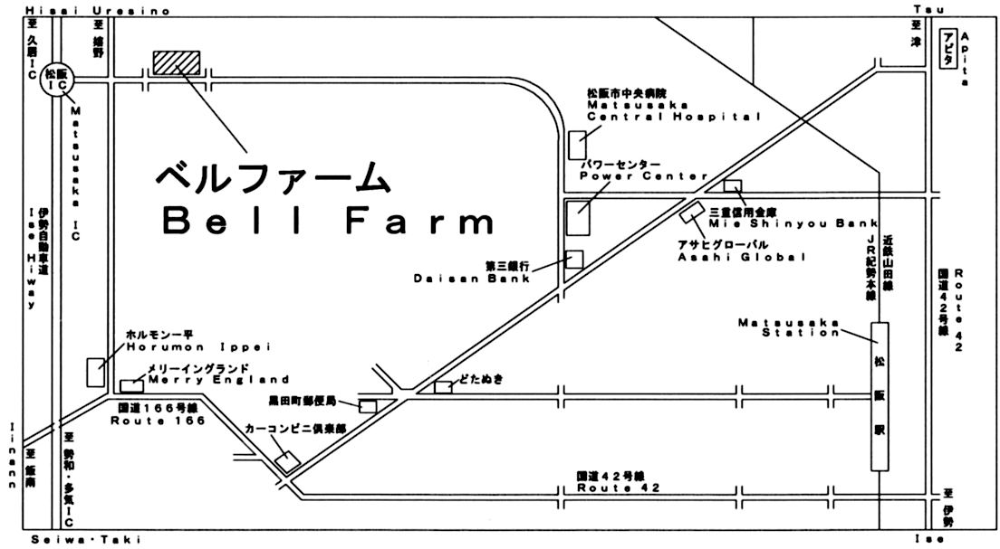 Hisai Uresino
Tsu
至 久居IC
至 嬉野
至 津
アピタ
Apita
松阪
IC
Matsusaka IC
松阪市中央病院
Matsusaka
Central Hospital
パワーセンター
Power Center
ベルファーム
Bell Farm
三重信用金庫
Mie Shinyou Bank
アサヒグローバル
Asahi Global
伊勢自動車道
Ise Hiway
第三銀行
Daisan Bank
近鉄山田線
JR紀勢本線
国道42号線
Route 42
Matsusaka
Station
松阪駅
ホルモン一平
Horumon Ippei
メリーイングランド
Merry England
どたぬき
黒田町郵便局
国道166号線
Route 166
カーコンビニ倶楽部
Iinann
至 飯南
至 勢和・多気IC
国道42号線
Route 42
至 伊勢
Seiwa・Taki
Ise